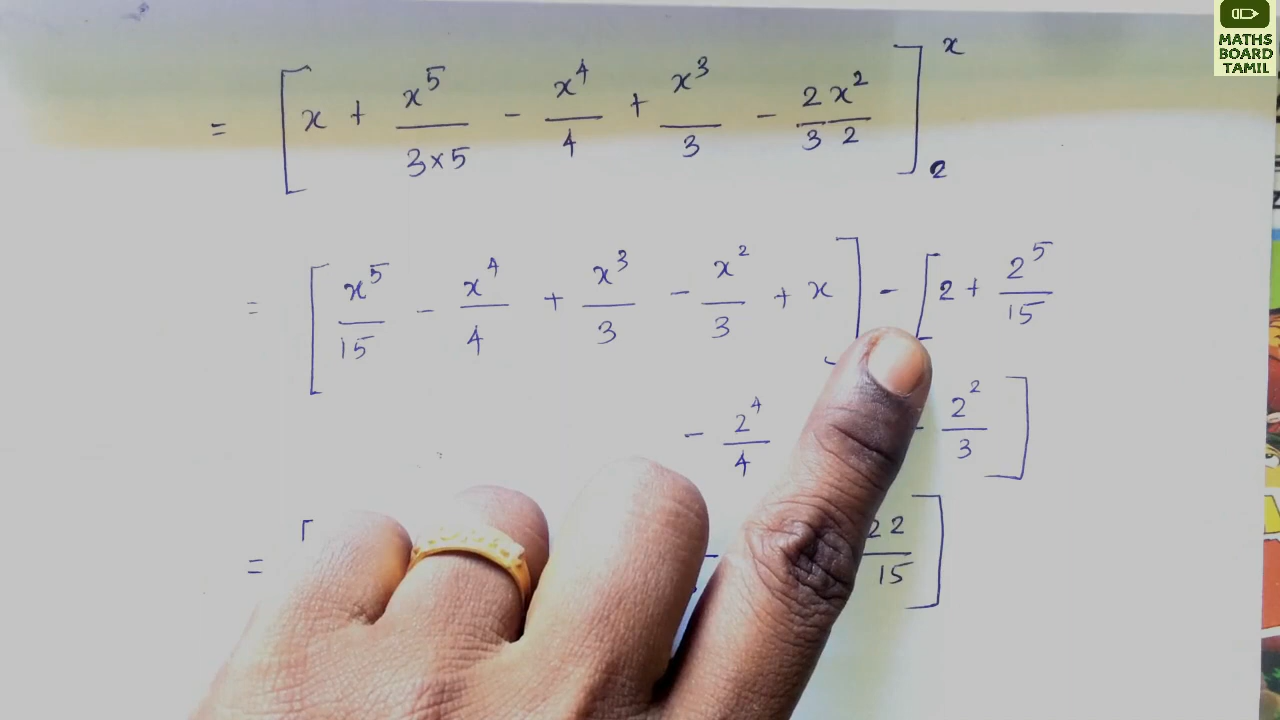 MATHS
BOARD
TAMIL
= [ x + x⁵/(3×5) - x⁴/4 + x³/3 - 2/3 x²/2 ]₂ˣ
= [ x⁵/15 - x⁴/4 + x³/3 - x²/3 + x ] - [ 2 + 2⁵/15
- 2⁴/4 - 2²/3 ]
= [ 22/15 ]